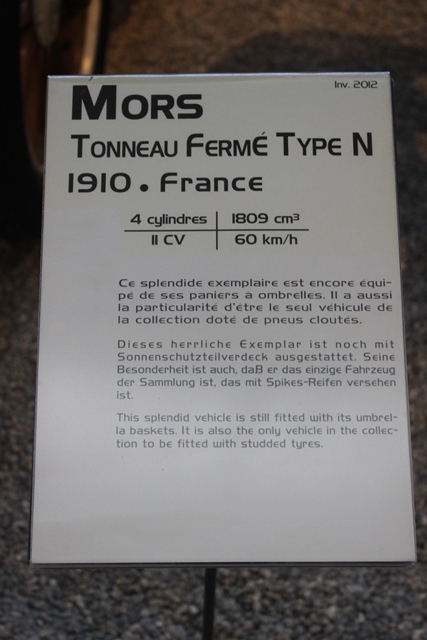 Inv. 2012
MORS
TONNEAU FERMÉ TYPE N
1910 • France
4 cylindres | 1809 cm³
11 CV | 60 km/h
Ce splendide exemplaire est encore équi-
pé de ses paniers à ombrelles. Il a aussi
la particularité d'être le seul véhicule de
la collection doté de pneus cloutés.
Dieses herrliche Exemplar ist noch mit
Sonnenschutzteilverdeck ausgestattet. Seine
Besonderheit ist auch, daß er das einzige Fahrzeug
der Sammlung ist, das mit Spikes-Reifen versehen
ist.
This splendid vehicle is still fitted with its umbrel-
la baskets. It is also the only vehicle in the collec-
tion to be fitted with studded tyres.